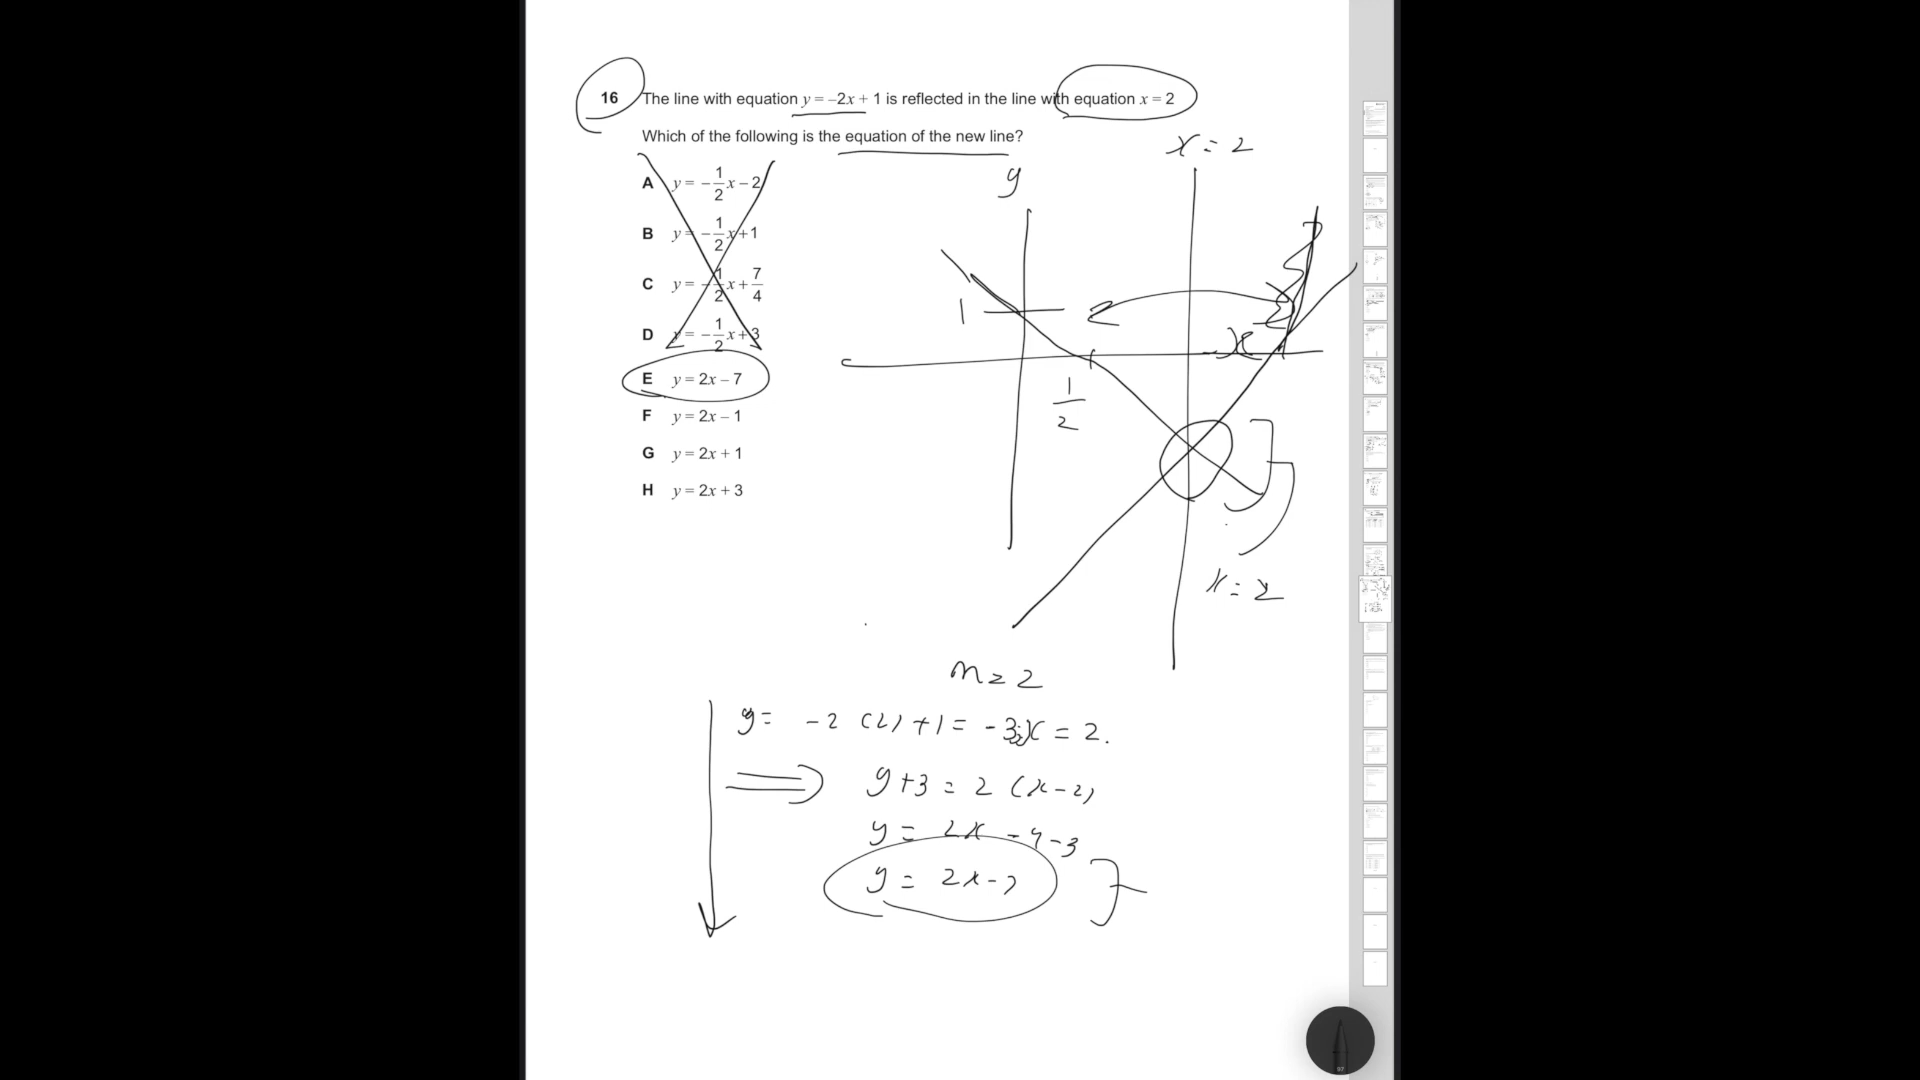 16 The line with equation y = –2x + 1 is reflected in the line with equation x = 2
Which of the following is the equation of the new line?
A y = –1/2x – 2
B y = –1/2x + 1
C y = –1/2x + 7/4
D y = –1/2x + 3
E y = 2x – 7
F y = 2x – 1
G y = 2x + 1
H y = 2x + 3
x = 2
y
1
x
1/2
x = 2
m = 2
y = -2 (2) + 1 = -3; x = 2.
y + 3 = 2 (x - 2)
y = 2x - 4 - 3
y = 2x - 7
97